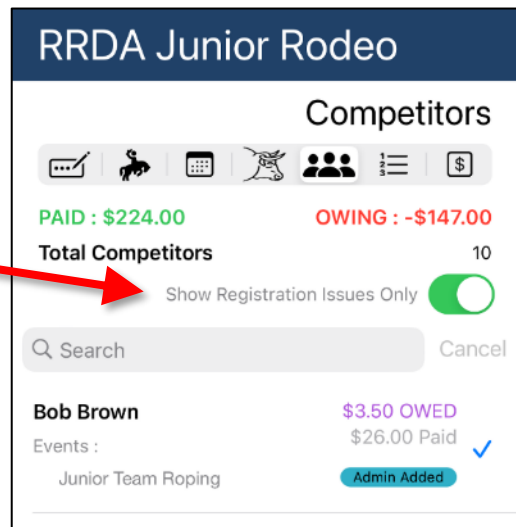 RRDA Junior Rodeo
Competitors
PAID : $224.00 OWING : -$147.00
Total Competitors 10
Show Registration Issues Only
Search Cancel
Bob Brown $3.50 OWED
Events : $26.00 Paid
Junior Team Roping Admin Added